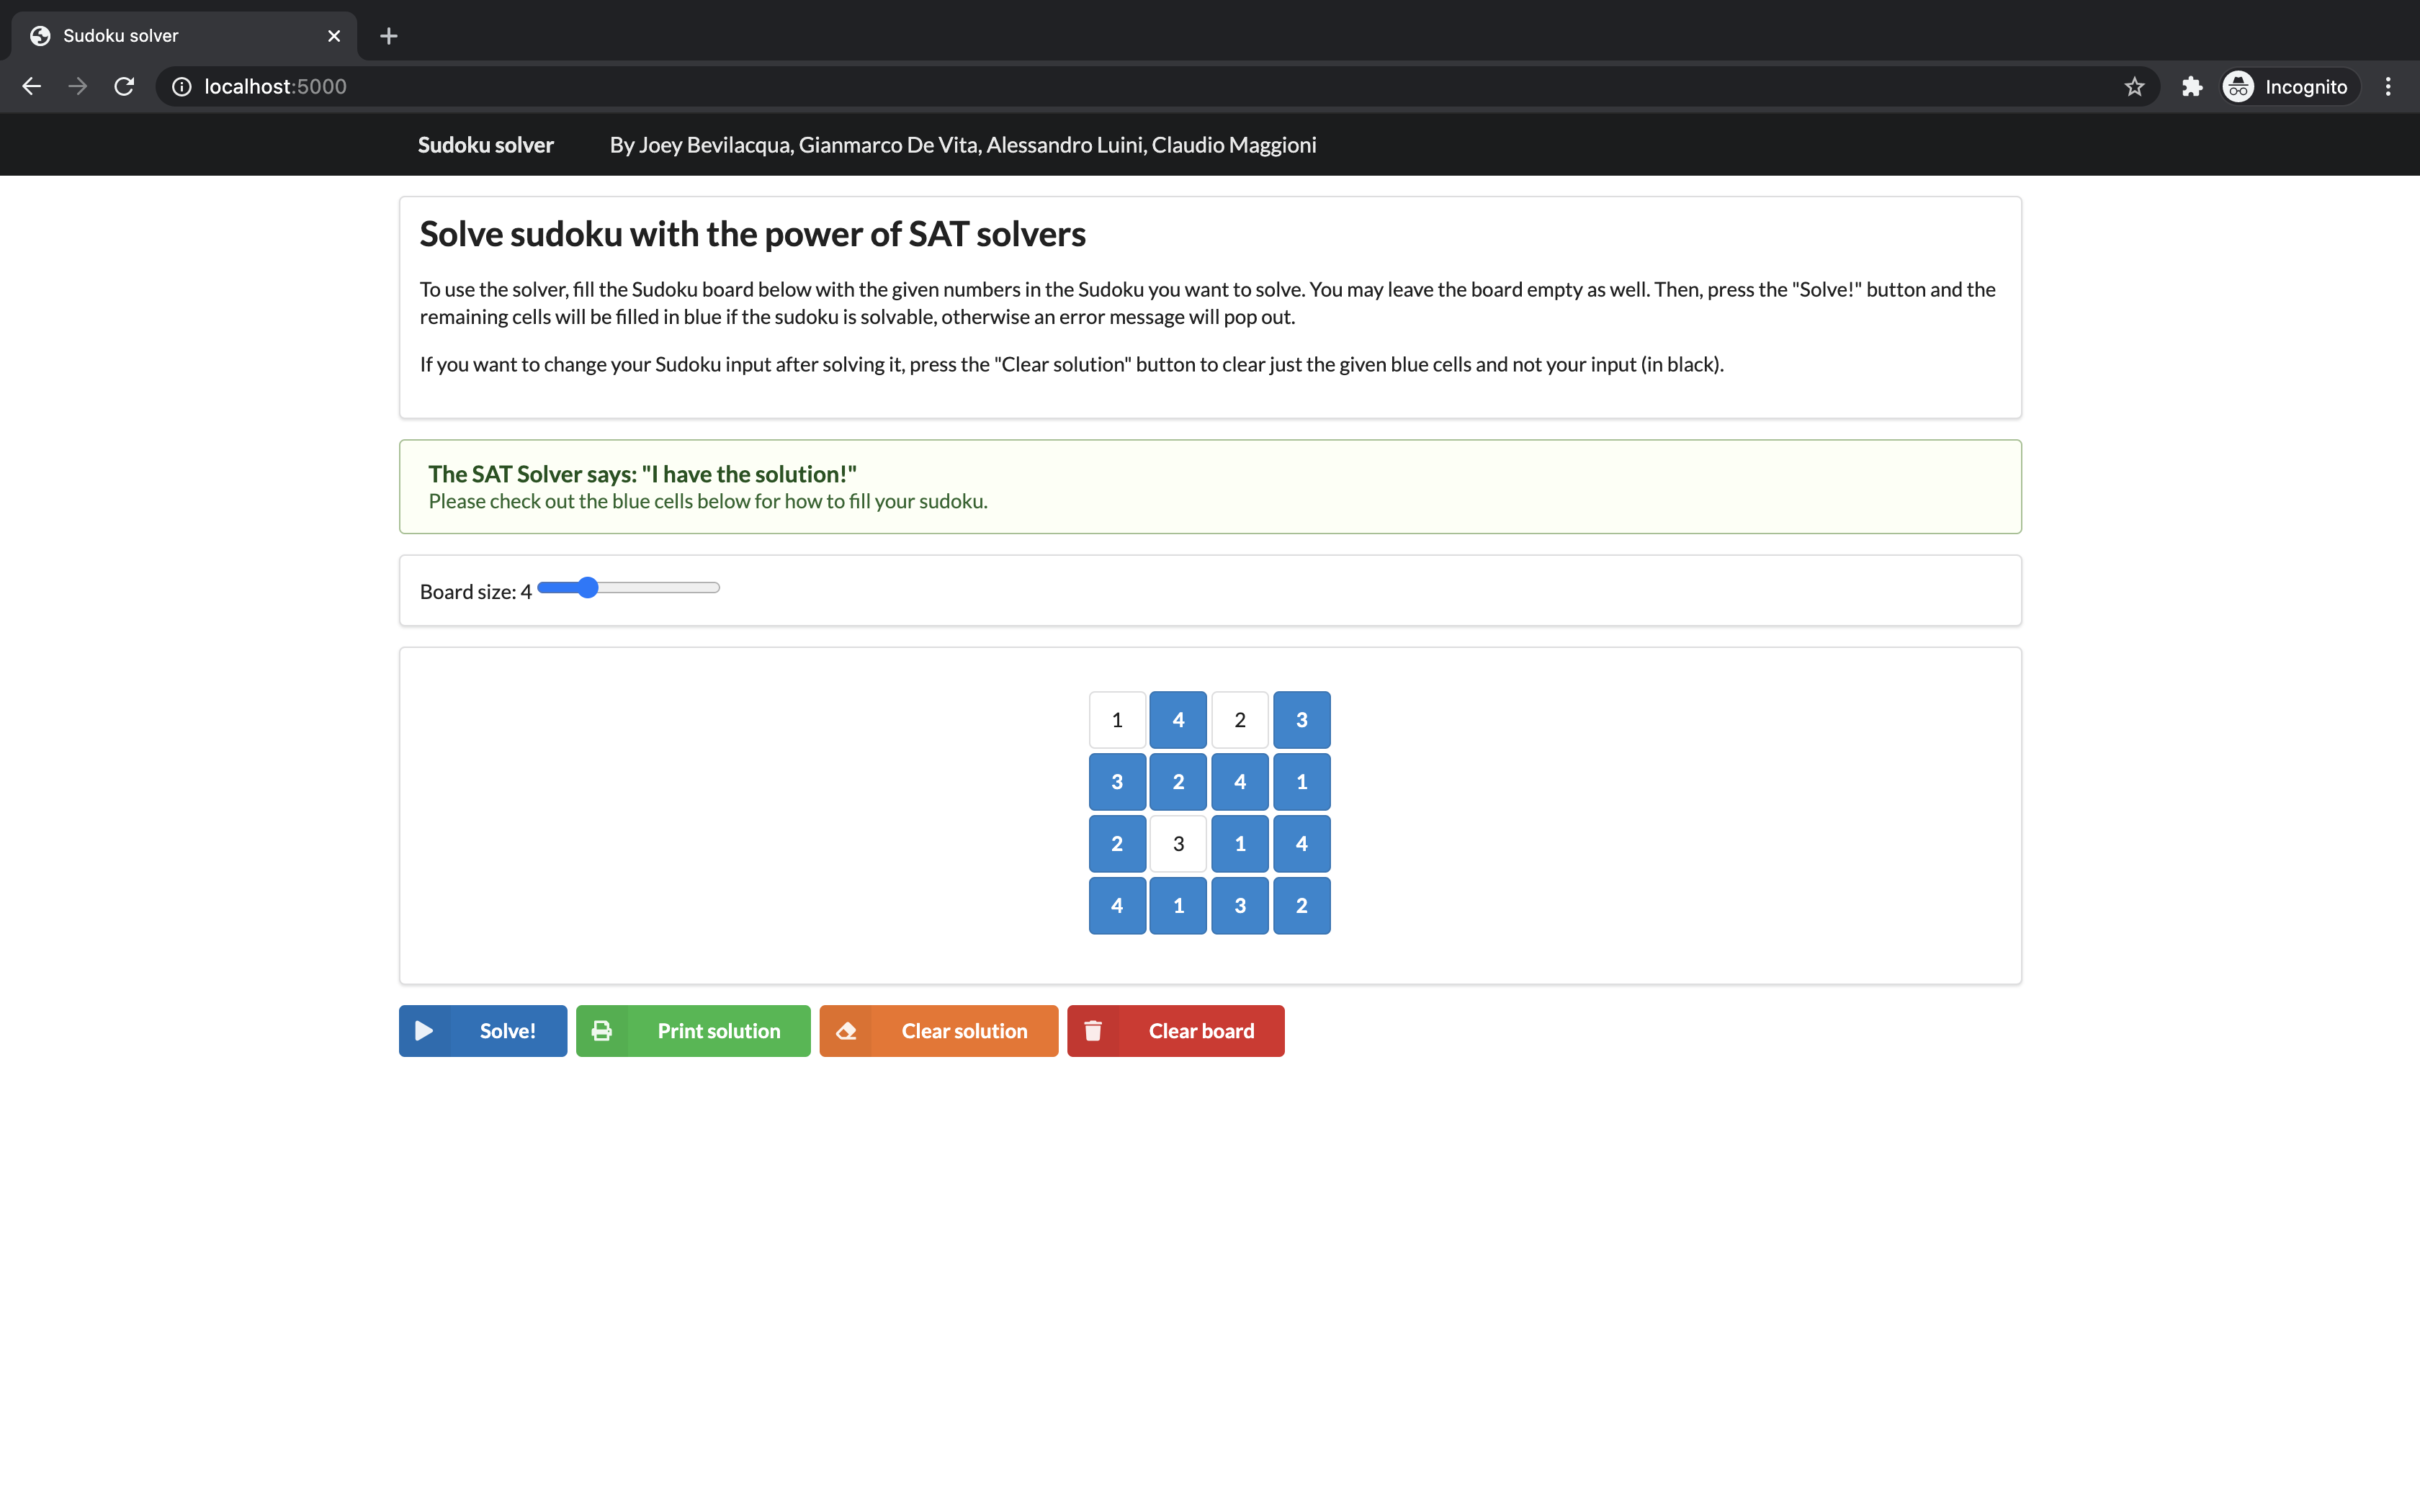 Sudoku solver
localhost:5000
Incognito
Sudoku solver By Joey Bevilacqua, Gianmarco De Vita, Alessandro Luini, Claudio Maggioni
Solve sudoku with the power of SAT solvers
To use the solver, fill the Sudoku board below with the given numbers in the Sudoku you want to solve. You may leave the board empty as well. Then, press the "Solve!" button and the
remaining cells will be filled in blue if the sudoku is solvable, otherwise an error message will pop out.
If you want to change your Sudoku input after solving it, press the "Clear solution" button to clear just the given blue cells and not your input (in black).
The SAT Solver says: "I have the solution!"
Please check out the blue cells below for how to fill your sudoku.
Board size: 4
1 4 2 3
3 2 4 1
2 3 1 4
4 1 3 2
Solve! Print solution Clear solution Clear board